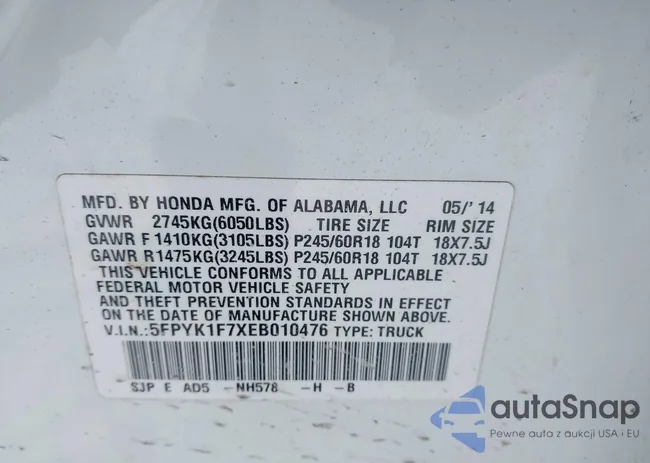 MFD. BY HONDA MFG. OF ALABAMA, LLC 05/'14
GVWR 2745KG(6050LBS) TIRE SIZE RIM SIZE
GAWR F 1410KG(3105LBS) P245/60R18 104T 18X7.5J
GAWR R1475KG(3245LBS) P245/60R18 104T 18X7.5J
THIS VEHICLE CONFORMS TO ALL APPLICABLE
FEDERAL MOTOR VEHICLE SAFETY
AND THEFT PREVENTION STANDARDS IN EFFECT
ON THE DATE OF MANUFACTURE SHOWN ABOVE.
V.I.N.:5FPYK1F7XEB010476 TYPE: TRUCK
SJP E AD5 -NH578 -H -B
autoSnap
Pewne auta z aukcji USA i EU